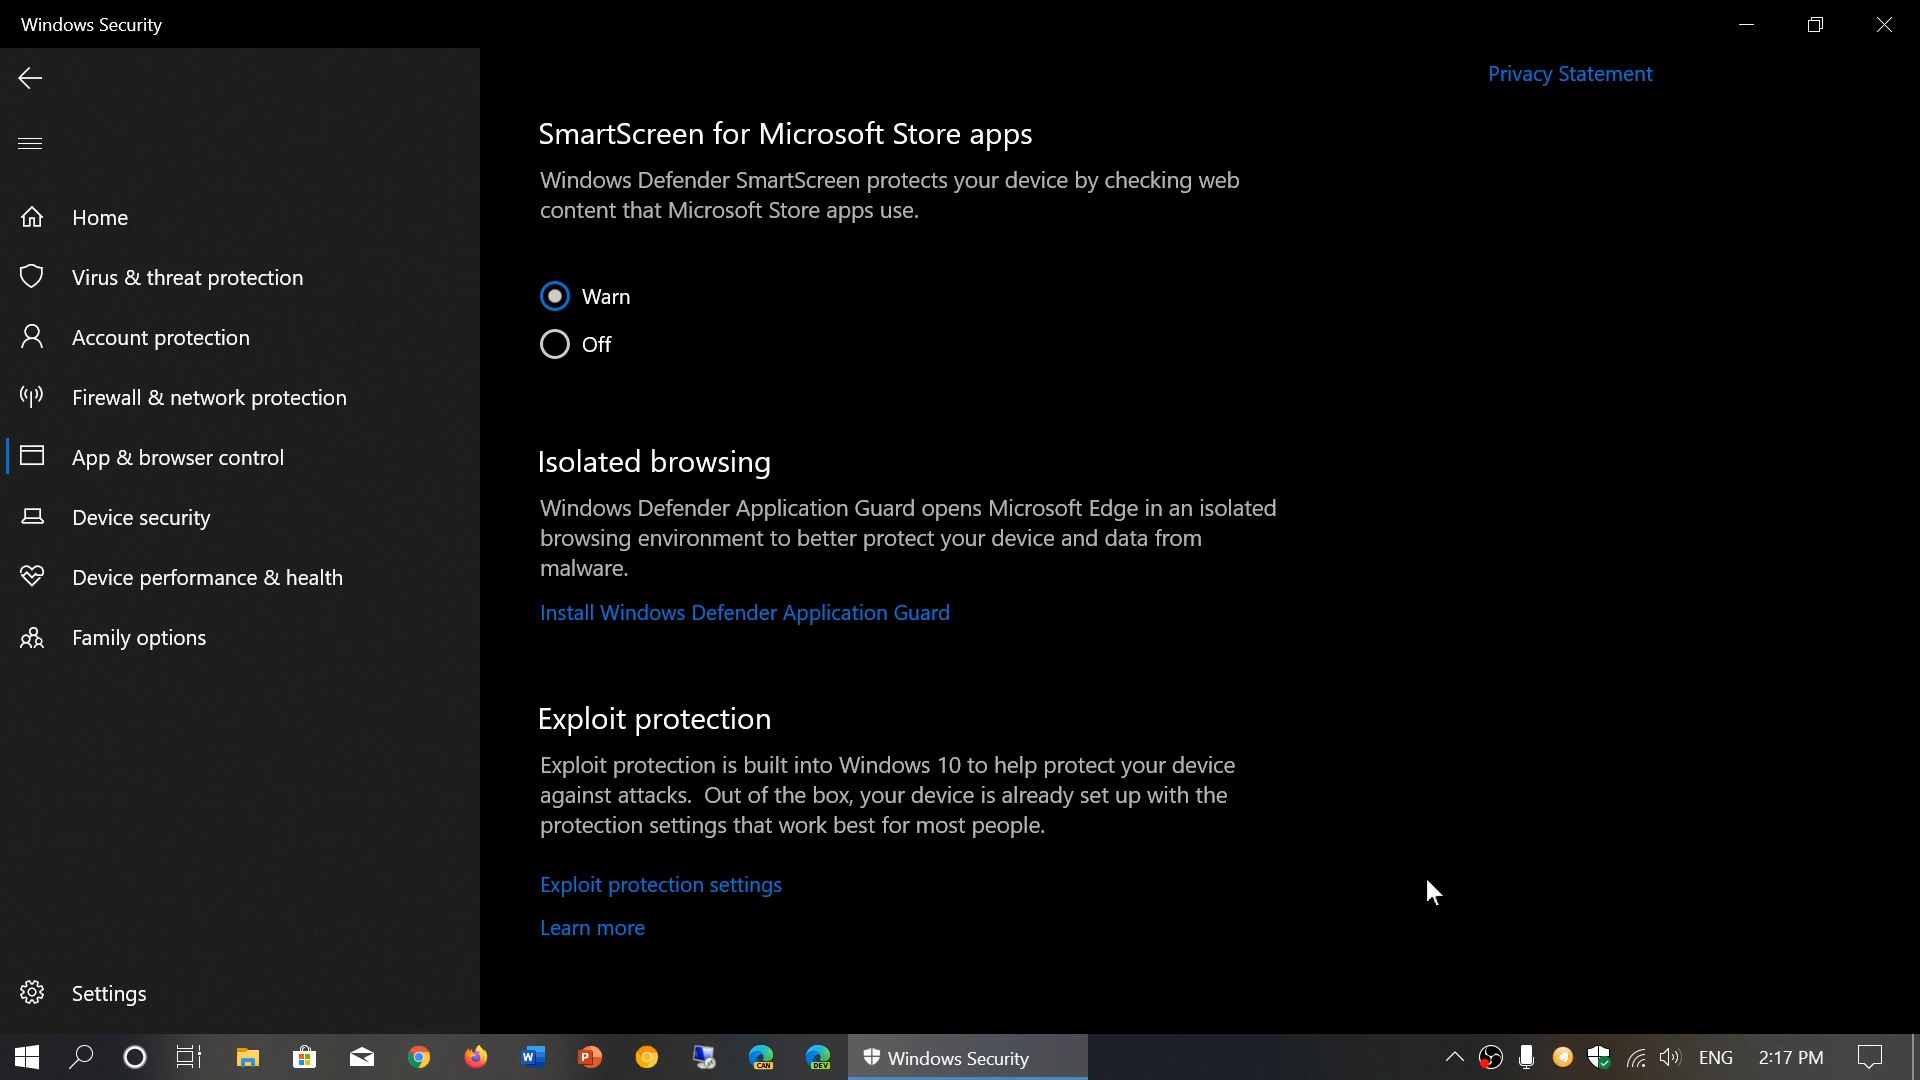 Windows Security
Privacy Statement
Home
Virus & threat protection
Account protection
Firewall & network protection
App & browser control
Device security
Device performance & health
Family options
Settings
SmartScreen for Microsoft Store apps
Windows Defender SmartScreen protects your device by checking web
content that Microsoft Store apps use.
Warn
Off
Isolated browsing
Windows Defender Application Guard opens Microsoft Edge in an isolated
browsing environment to better protect your device and data from
malware.
Install Windows Defender Application Guard
Exploit protection
Exploit protection is built into Windows 10 to help protect your device
against attacks.  Out of the box, your device is already set up with the
protection settings that work best for most people.
Exploit protection settings
Learn more
W
P
CAN
DEV
Windows Security
ENG
2:17 PM